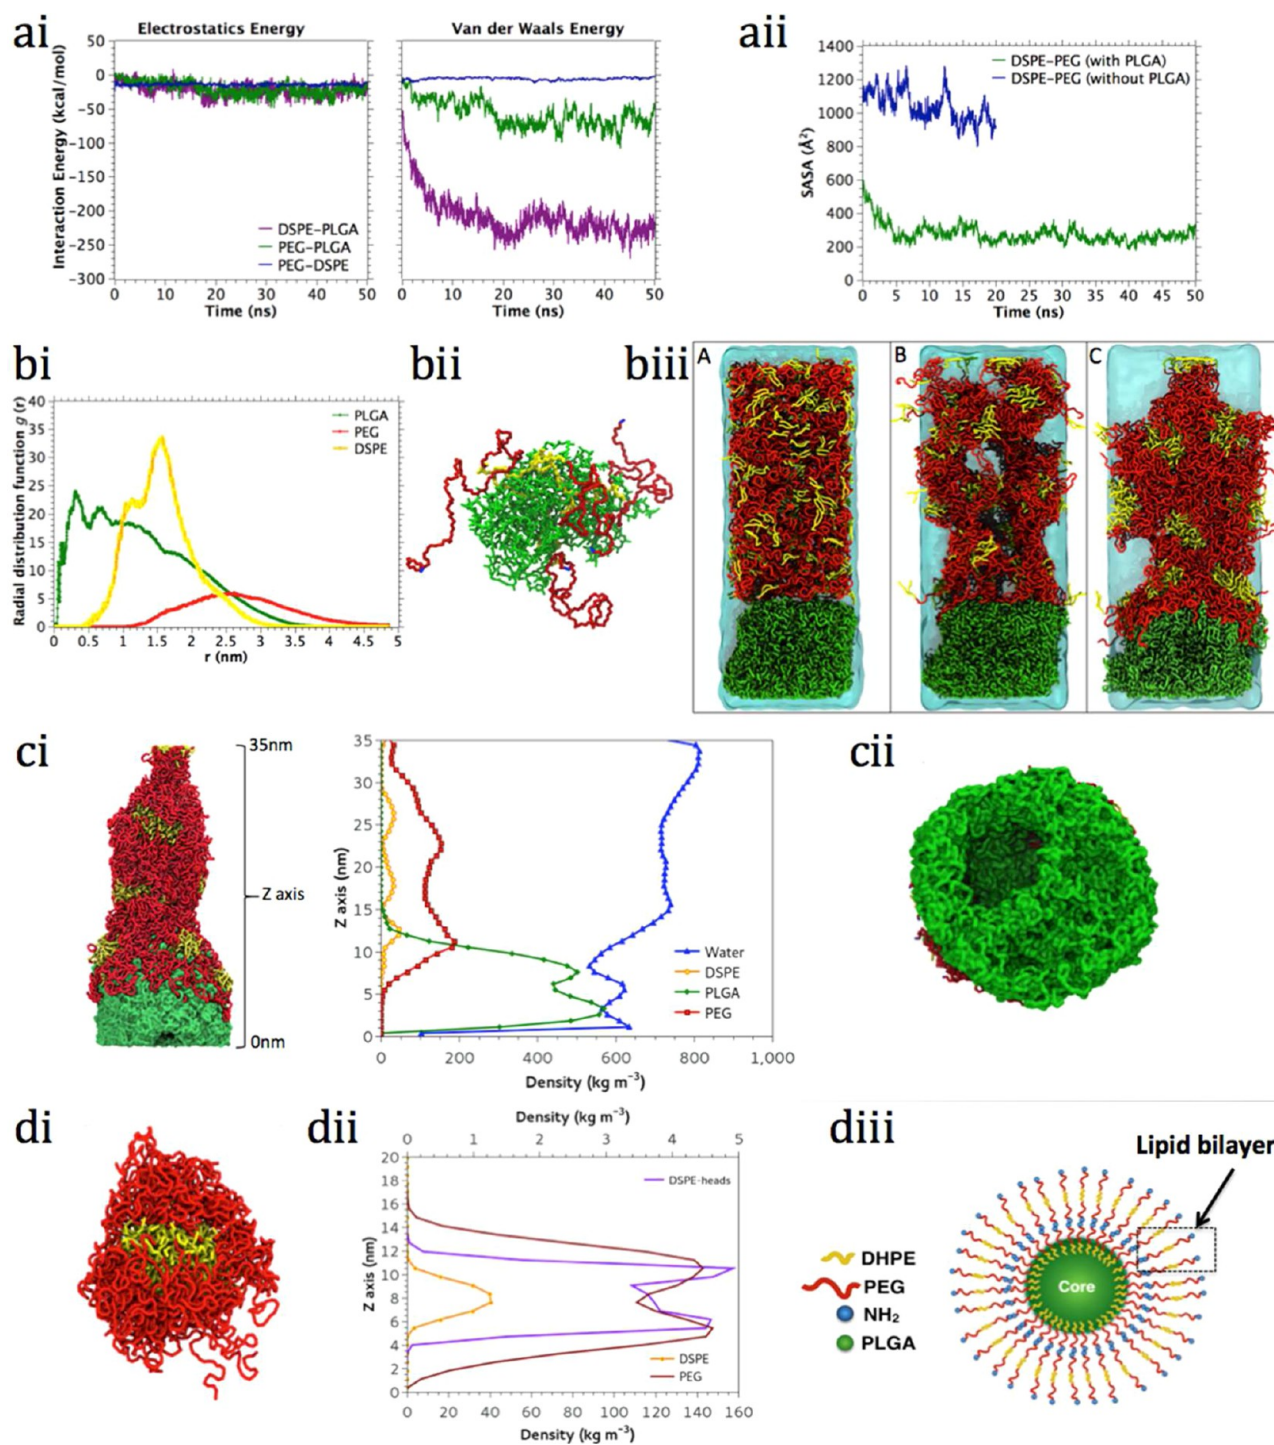 ai
Electrostatics Energy
Van der Waals Energy
Interaction Energy (kcal/mol)
50
0
−50
−100
−150
−200
−250
−300
DSPE−PLGA
PEG−PLGA
PEG−DSPE
0 10 20 30 40 50
Time (ns)
0 10 20 30 40 50
Time (ns)
aii
SASA (Å²)
1400
1200
1000
800
600
400
200
0
DSPE−PEG (with PLGA)
DSPE−PEG (without PLGA)
0 5 10 15 20 25 30 35 40 45 50
Time (ns)
bi
Radial distribution function g (r)
40
35
30
25
20
15
10
5
0
PLGA
PEG
DSPE
0 0.5 1 1.5 2 2.5 3 3.5 4 4.5 5
r (nm)
bii
biii
A
B
C
ci
35nm
Z axis
0nm
Z axis (nm)
35
30
25
20
15
10
5
0
Water
DSPE
PLGA
PEG
0 200 400 600 800 1,000
Density (kg m⁻³)
cii
di
dii
Density (kg m⁻³)
0 1 2 3 4 5
Z axis (nm)
20
18
16
14
12
10
8
6
4
2
0
DSPE-heads
DSPE
PEG
0 20 40 60 80 100 120 140 160
Density (kg m⁻³)
diii
Lipid bilayer
DHPE
PEG
NH₂
PLGA
Core